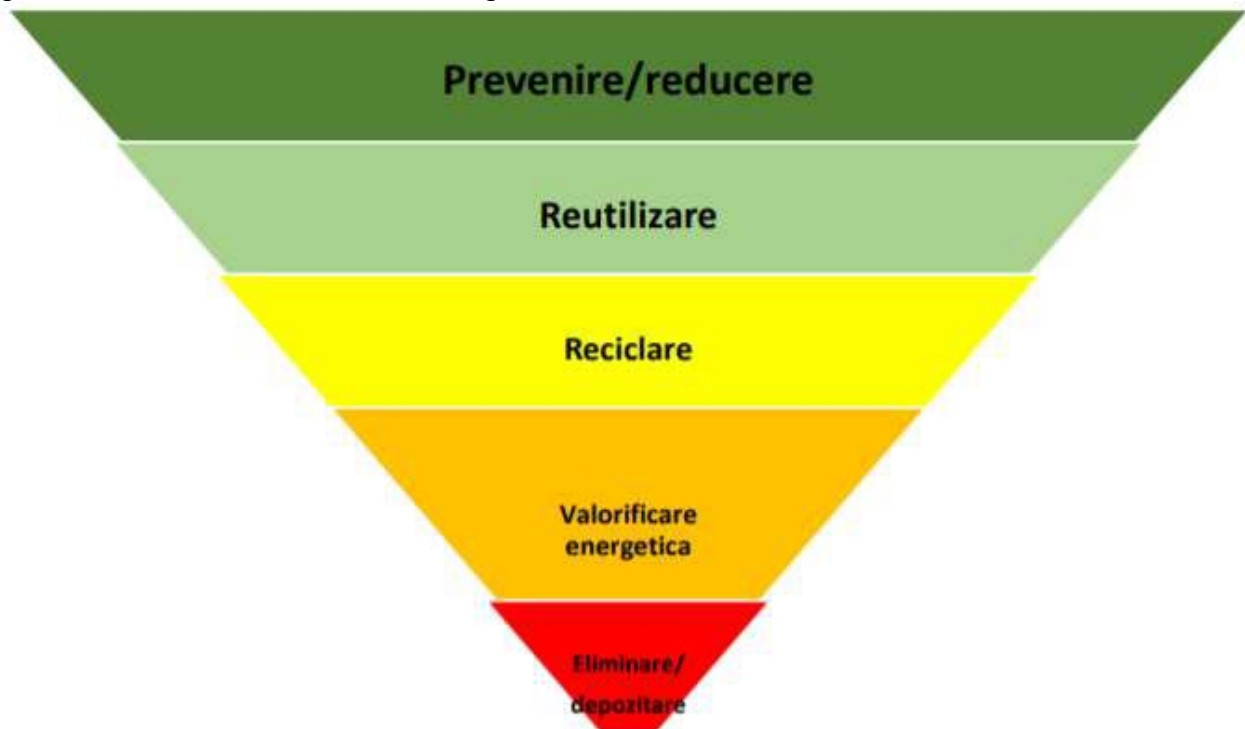 Prevenire/reducere
Reutilizare
Reciclare
Valorificare
energetica
Eliminare/
depozitare